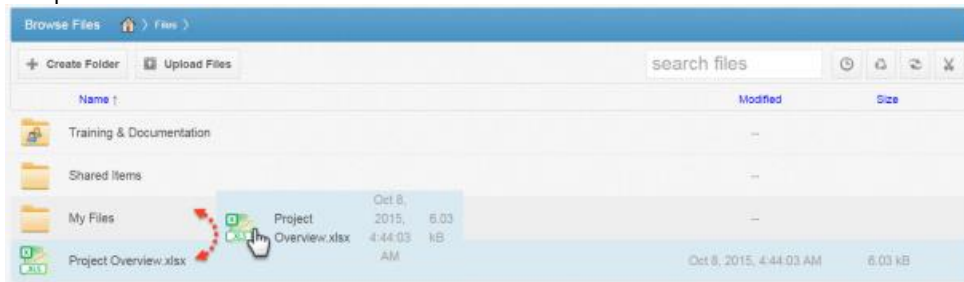 Browse Files > Files >
+ Create Folder Upload Files search files
Name ↑ Modified Size
Training & Documentation --
Shared Items --
My Files --
Project Overview.xlsx Oct 8, 2015, 4:44:03 AM 6.03 kB
XLS
Project
Overview.xlsx
Oct 8,
2015,
4:44:03
AM
6.03
kB